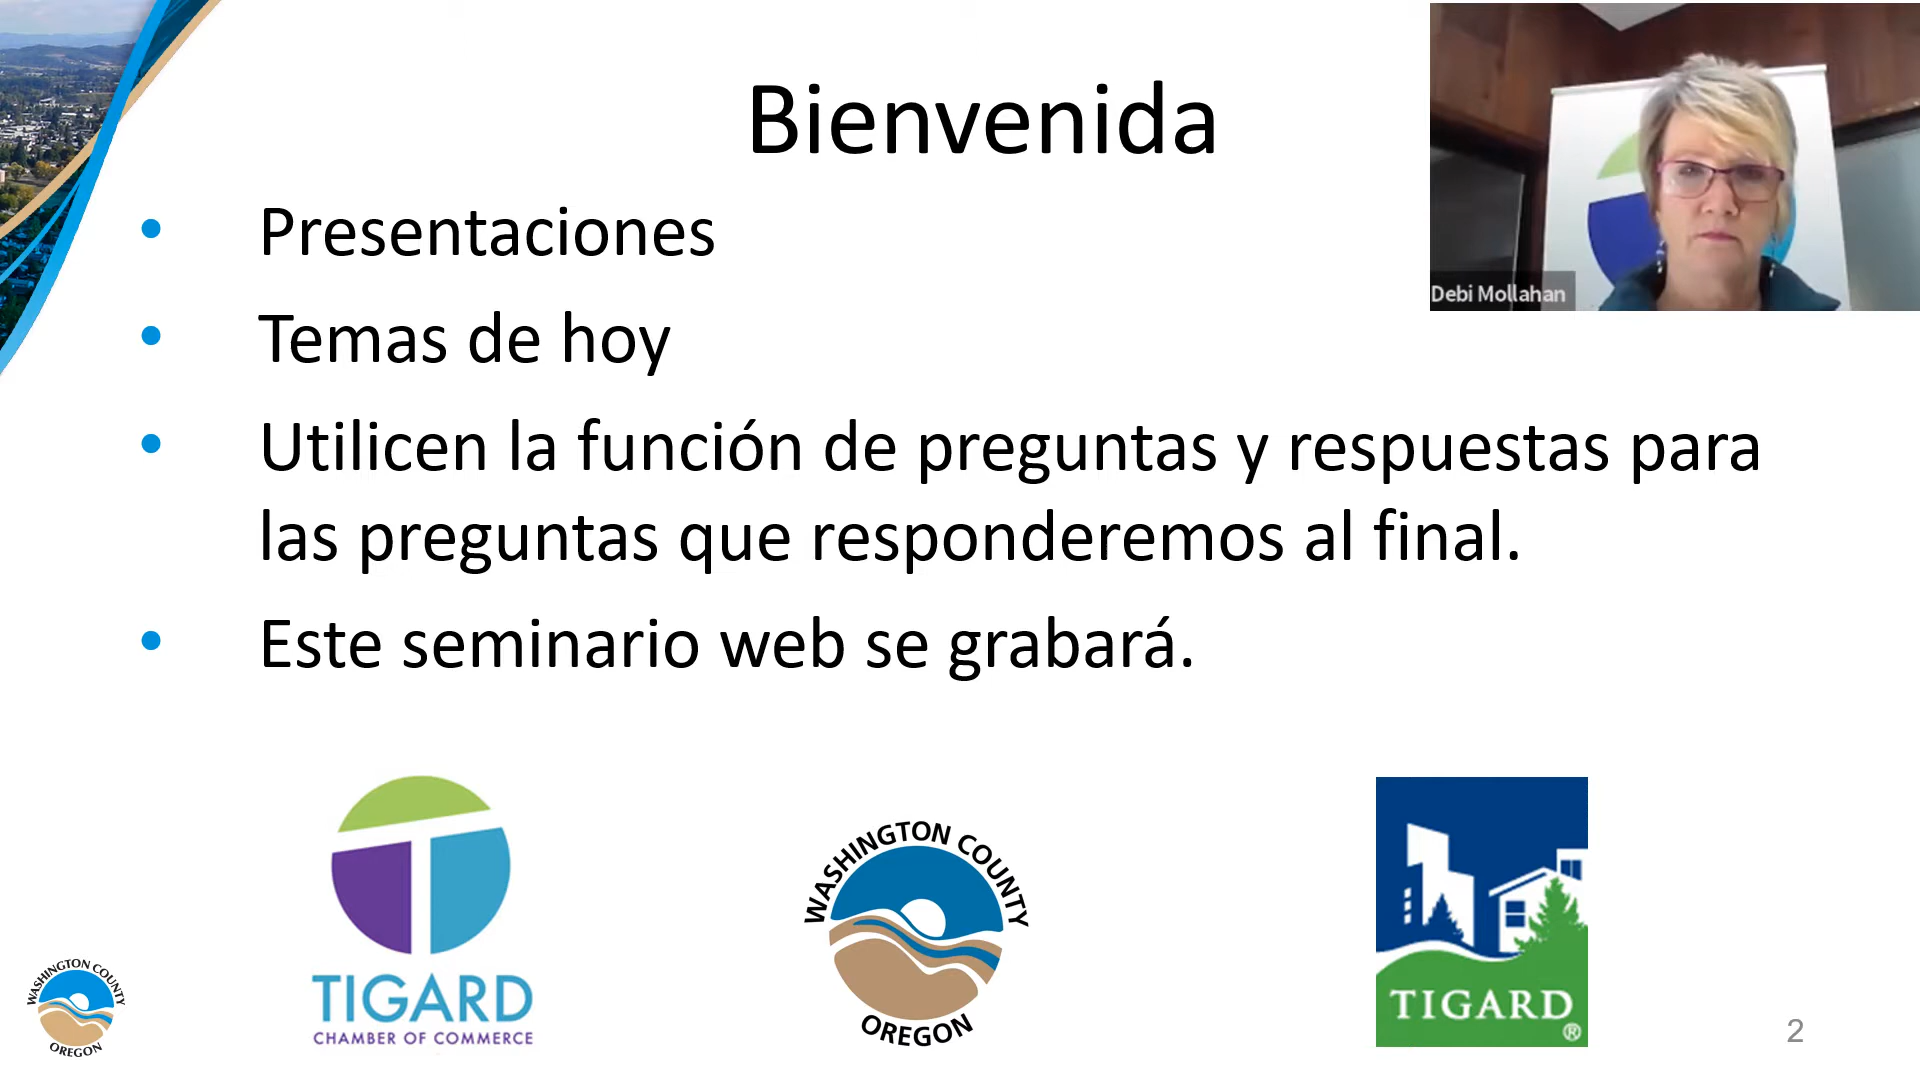 Bienvenida
• Presentaciones
• Temas de hoy
• Utilicen la función de preguntas y respuestas para
las preguntas que responderemos al final.
• Este seminario web se grabará.
Debi Mollahan
TIGARD
CHAMBER OF COMMERCE
WASHINGTON COUNTY
OREGON
TIGARD
®
WASHINGTON COUNTY
OREGON
2